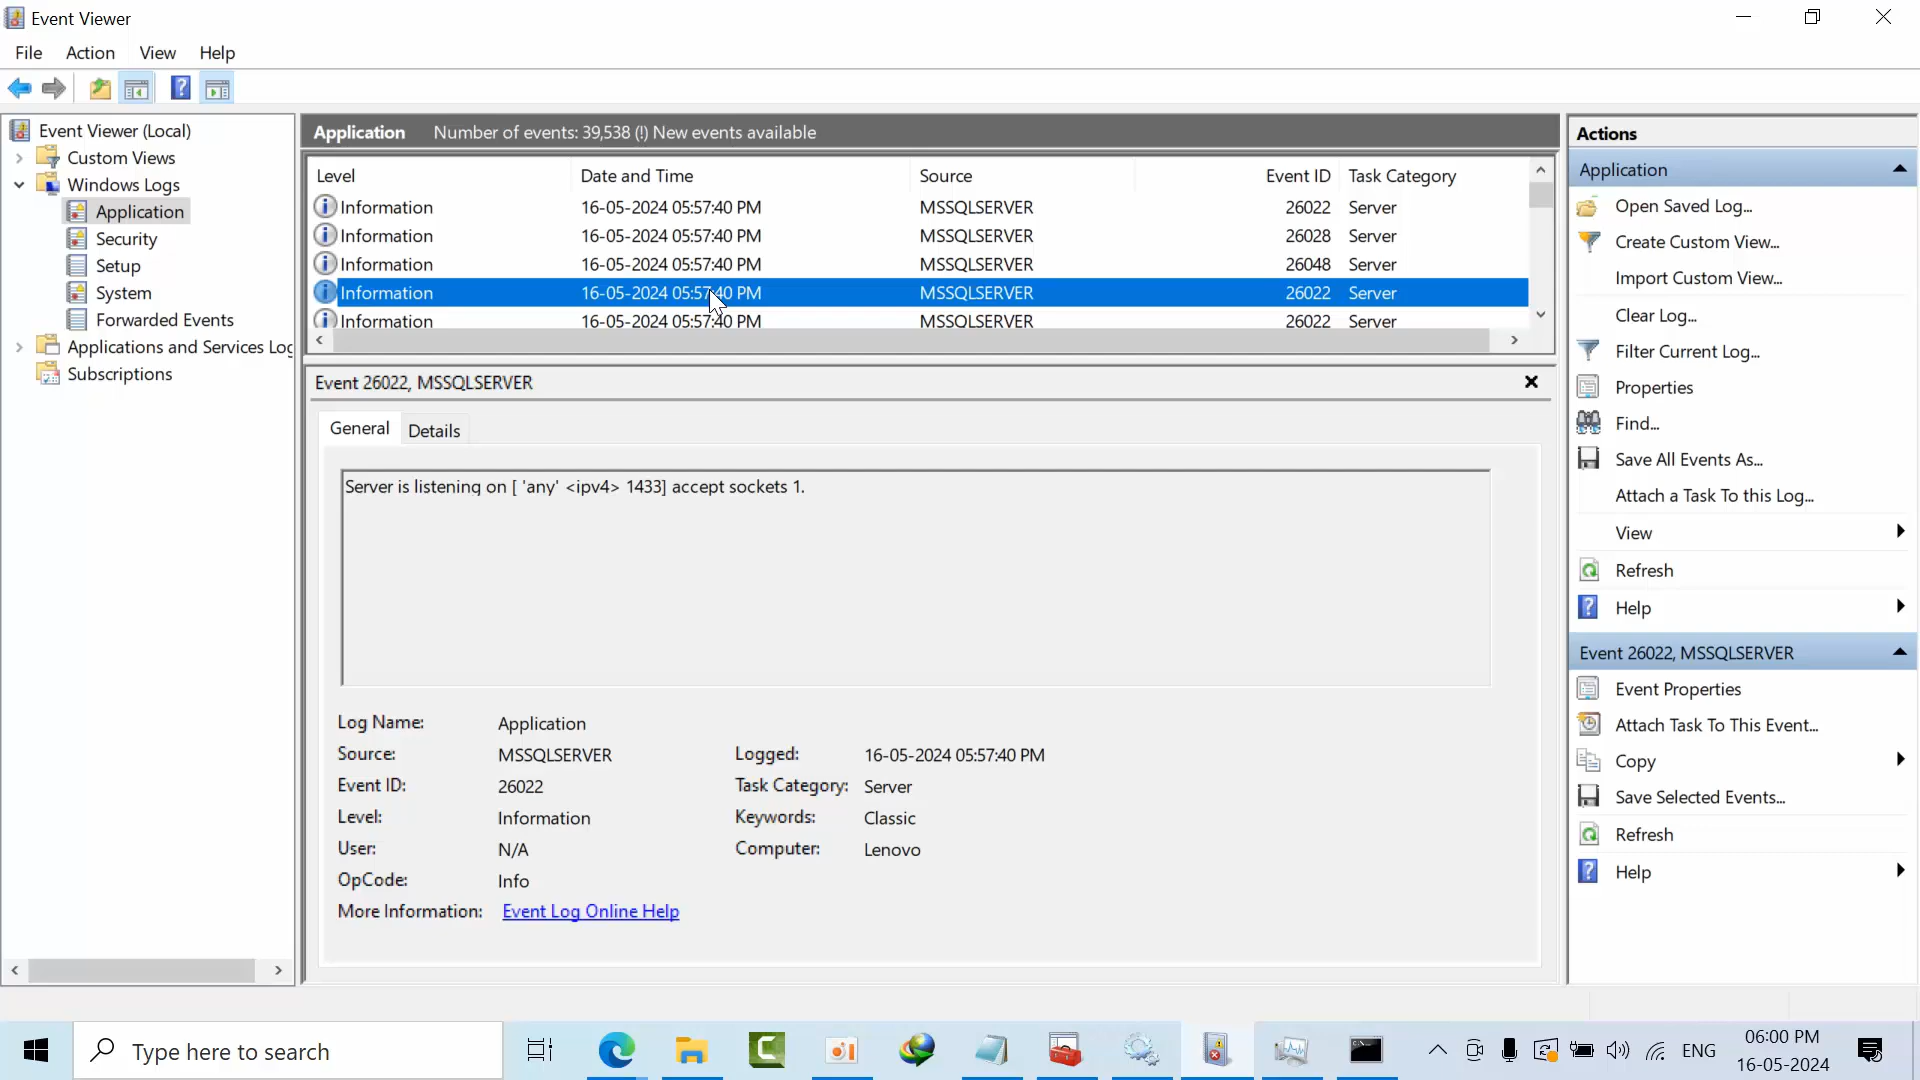 Event Viewer
File Action View Help
Event Viewer (Local)
Custom Views
Windows Logs
Application
Security
Setup
System
Forwarded Events
Applications and Services Log
Subscriptions
Application Number of events: 39,538 (!) New events available
Level Date and Time Source Event ID Task Category
Information 16-05-2024 05:57:40 PM MSSQLSERVER 26022 Server
Information 16-05-2024 05:57:40 PM MSSQLSERVER 26028 Server
Information 16-05-2024 05:57:40 PM MSSQLSERVER 26048 Server
Information 16-05-2024 05:57:40 PM MSSQLSERVER 26022 Server
Information 16-05-2024 05:57:40 PM MSSQLSERVER 26022 Server
Event 26022, MSSQLSERVER
General Details
Server is listening on [ 'any' <ipv4> 1433] accept sockets 1.
Log Name: Application
Source: MSSQLSERVER Logged: 16-05-2024 05:57:40 PM
Event ID: 26022 Task Category: Server
Level: Information Keywords: Classic
User: N/A Computer: Lenovo
OpCode: Info
More Information: Event Log Online Help
Actions
Application
Open Saved Log...
Create Custom View...
Import Custom View...
Clear Log...
Filter Current Log...
Properties
Find...
Save All Events As...
Attach a Task To this Log...
View
Refresh
Help
Event 26022, MSSQLSERVER
Event Properties
Attach Task To This Event...
Copy
Save Selected Events...
Refresh
Help
Type here to search
ENG
06:00 PM
16-05-2024